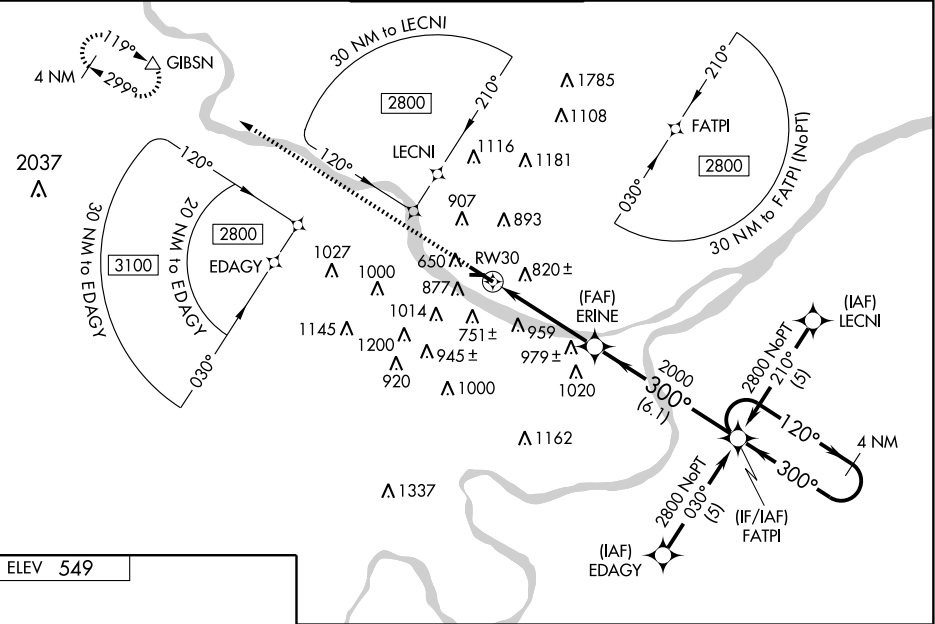 119°
299°
4 NM
GIBSN
30 NM to LECNI
2800
210°
120°
LECNI
1785
1108
1116
1181
907
893
210°
FATPI
2800
030°
30 NM to FATPI (NoPT)
2037
120°
30 NM to EDAGY
20 NM to EDAGY
3100
2800
EDAGY
030°
1027
1000
650
RW30
820 ±
877
1014
751 ±
959
(FAF)
ERINE
1145
1200
945 ±
979 ±
920
1000
1020
1162
1337
2000
300°
(6.1)
(IAF)
LECNI
2800 NoPT
210°
(5)
120°
4 NM
300°
2800 NoPT
030°
(5)
(IF/IAF)
FATPI
(IAF)
EDAGY
ELEV 549